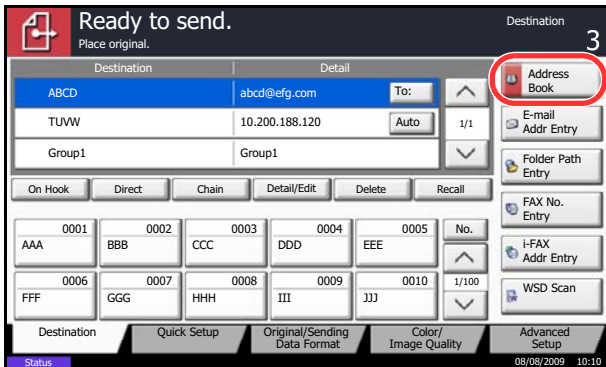 Ready to send.
Place original.
Destination
3
Destination Detail
ABCD abcd@efg.com To:
TUVW 10.200.188.120 Auto 1/1
Group1 Group1
On Hook Direct Chain Detail/Edit Delete Recall
0001 0002 0003 0004 0005 No.
AAA BBB CCC DDD EEE
0006 0007 0008 0009 0010 1/100
FFF GGG HHH III JJJ
Address
Book
E-mail
Addr Entry
Folder Path
Entry
FAX No.
Entry
i-FAX
Addr Entry
WSD Scan
Destination Quick Setup Original/Sending
Data Format Color/
Image Quality Advanced
Setup
Status 08/08/2009 10:10